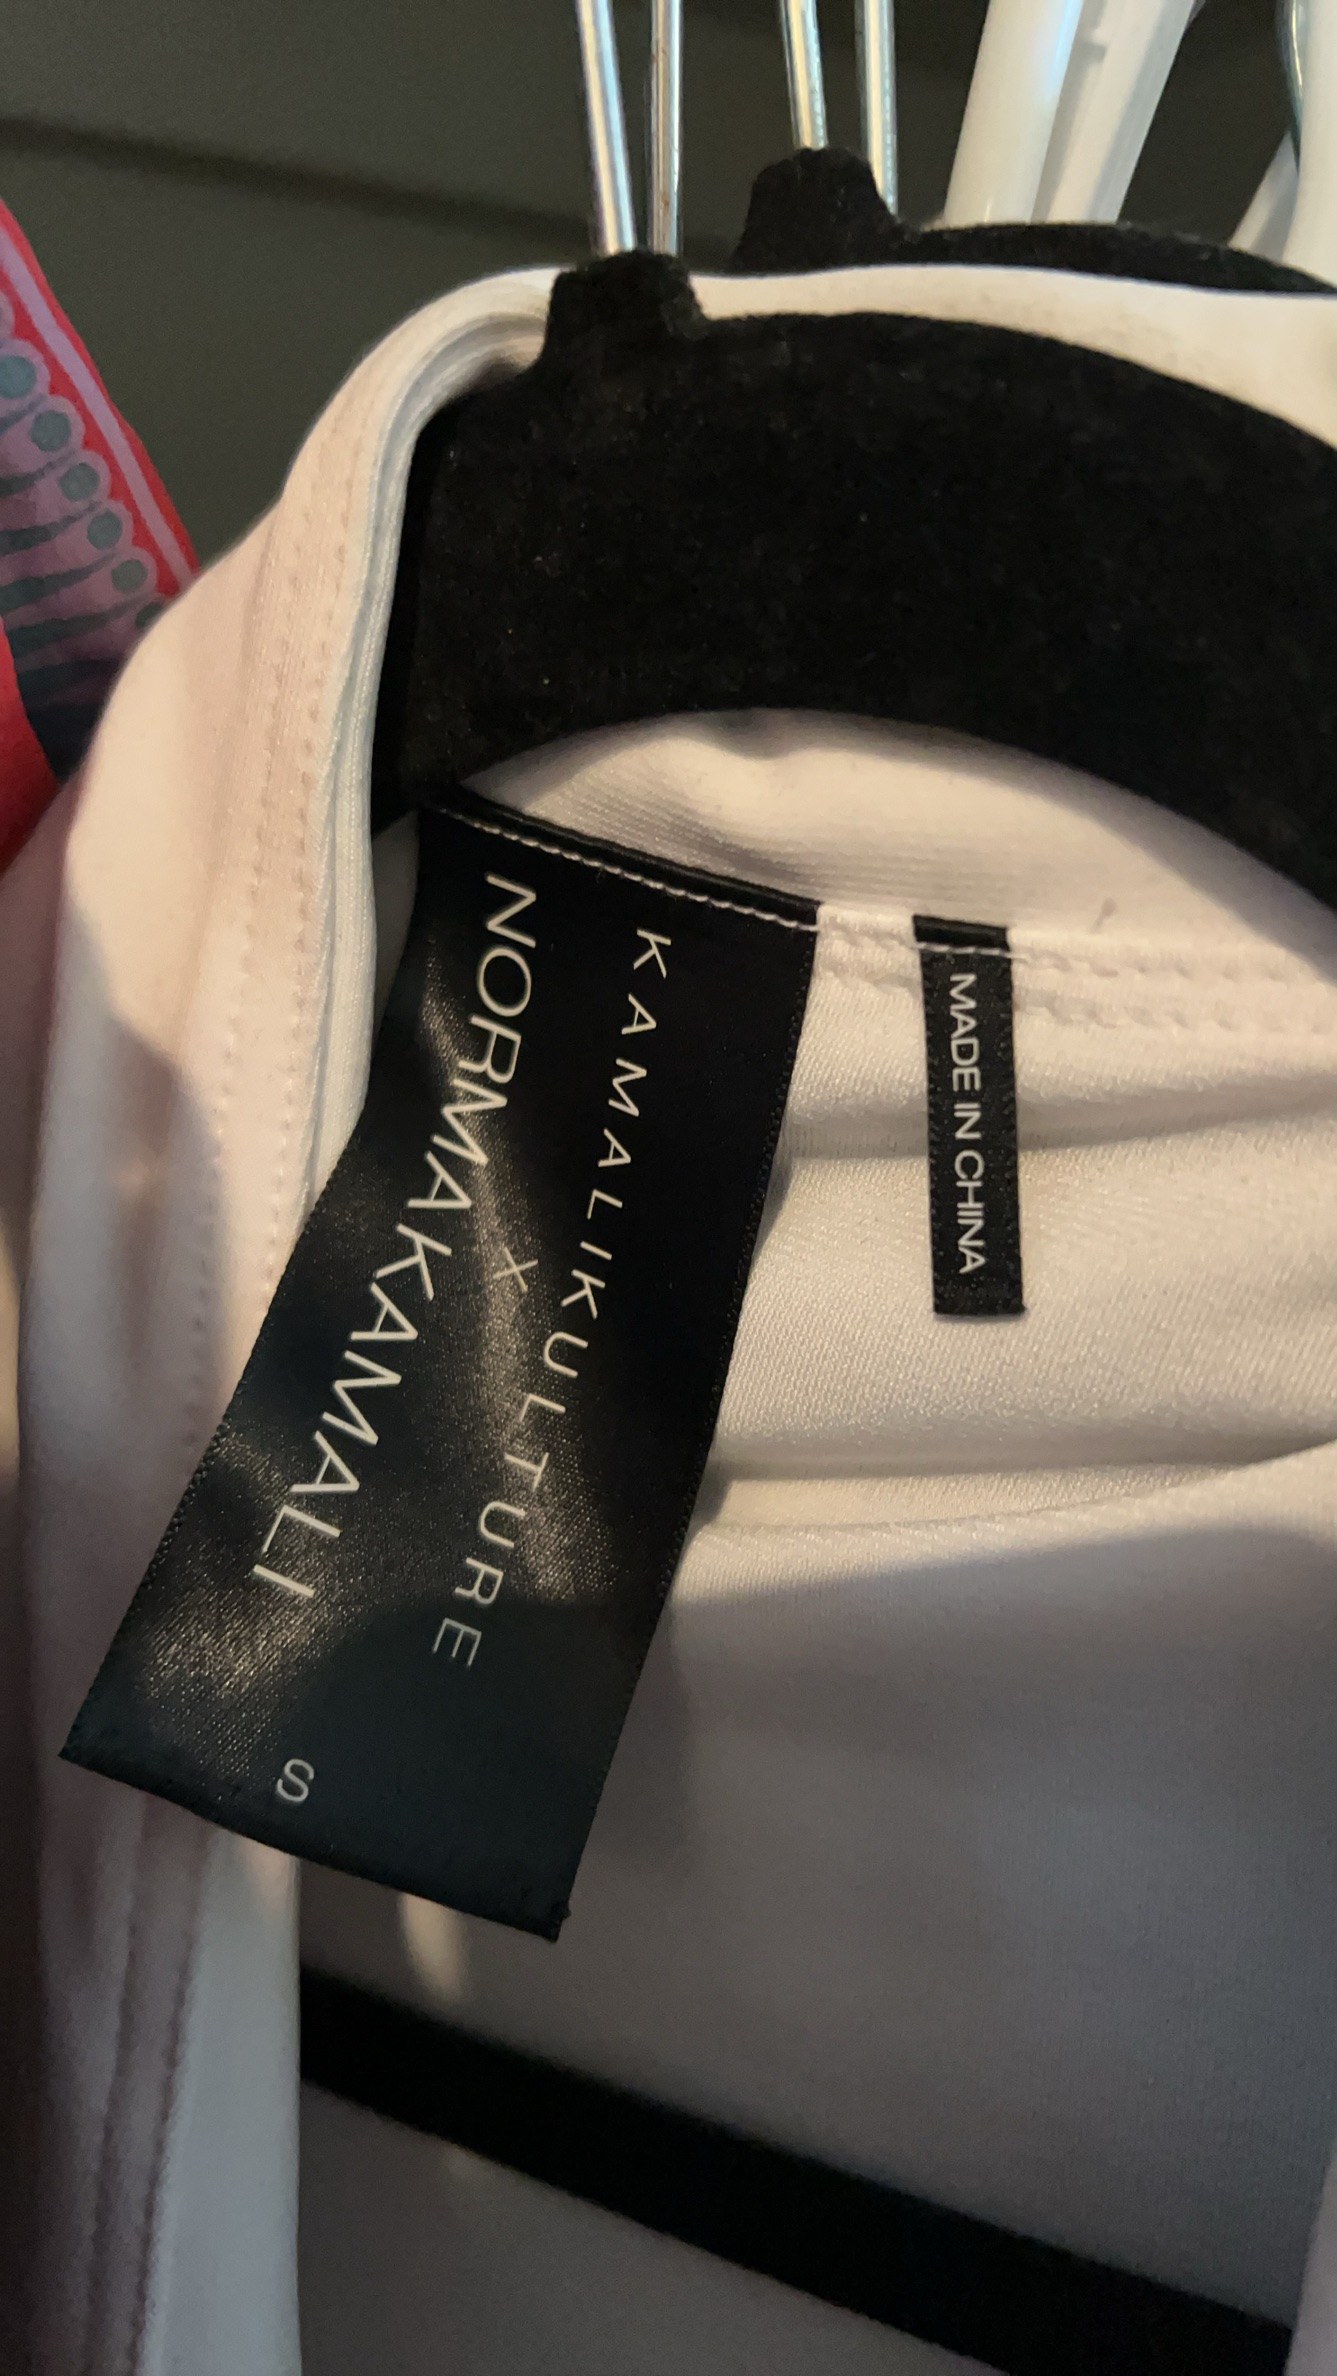 KAMALIKULTURE
X
NORMAKAMALI
S
MADE IN CHINA